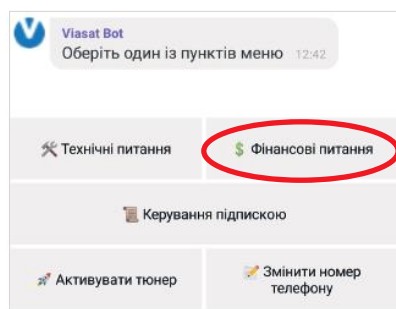 Viasat Bot
Оберіть один із пунктів меню 12:42
🛠 Технічні питання
💲 Фінансові питання
📜 Керування підпискою
🚀 Активувати тюнер
📝 Змінити номер
телефону